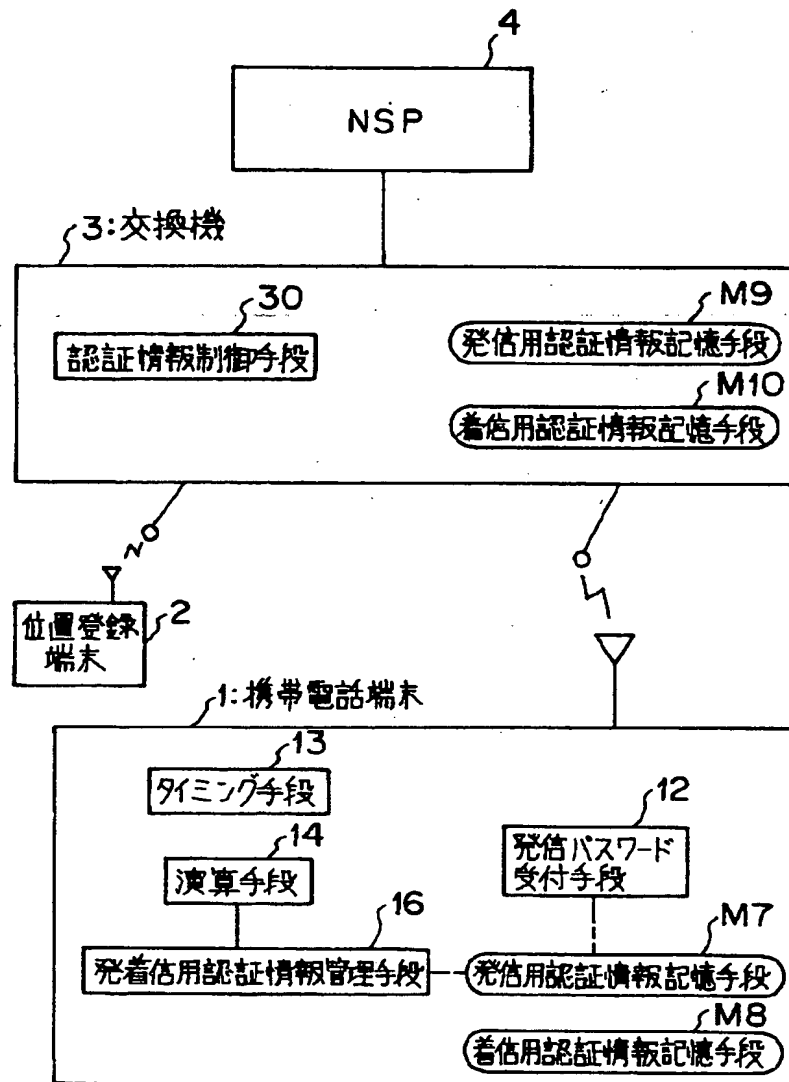 4
NSP
3:交換機
30
M9
認証情報制御手段
発信用認証情報記憶手段
M10
着信用認証情報記憶手段
位置登録
端末
2
1:携帯電話端末
13
タイミング手段
12
14
発信パスワード
受付手段
演算手段
16
M7
発着信用認証情報管理手段
発信用認証情報記憶手段
M8
着信用認証情報記憶手段